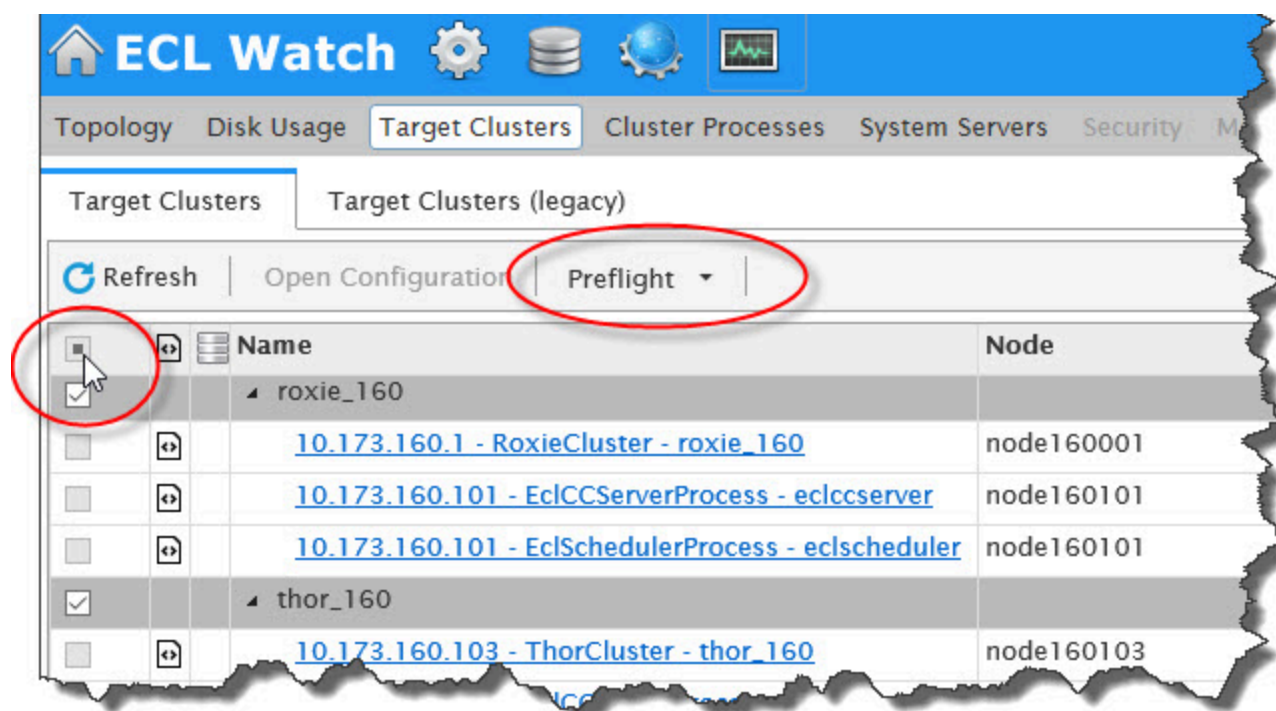 ECL Watch
Topology Disk Usage Target Clusters Cluster Processes System Servers Security
Target Clusters Target Clusters (legacy)
Refresh Open Configuration Preflight
Name Node
roxie_160
10.173.160.1 - RoxieCluster - roxie_160 node160001
10.173.160.101 - EclCCServerProcess - eclccserver node160101
10.173.160.101 - EclSchedulerProcess - eclscheduler node160101
thor_160
10.173.160.103 - ThorCluster - thor_160 node160103